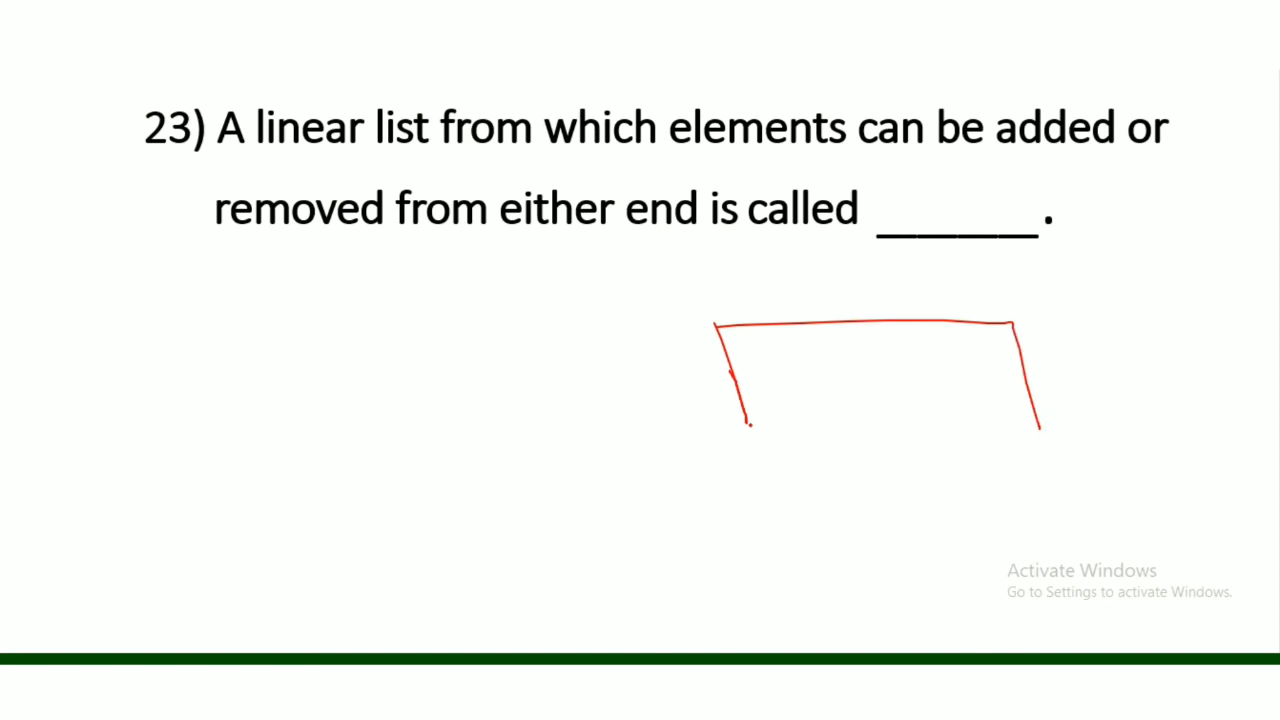 23) A linear list from which elements can be added or
removed from either end is called ______.
Activate Windows
Go to Settings to activate Windows.